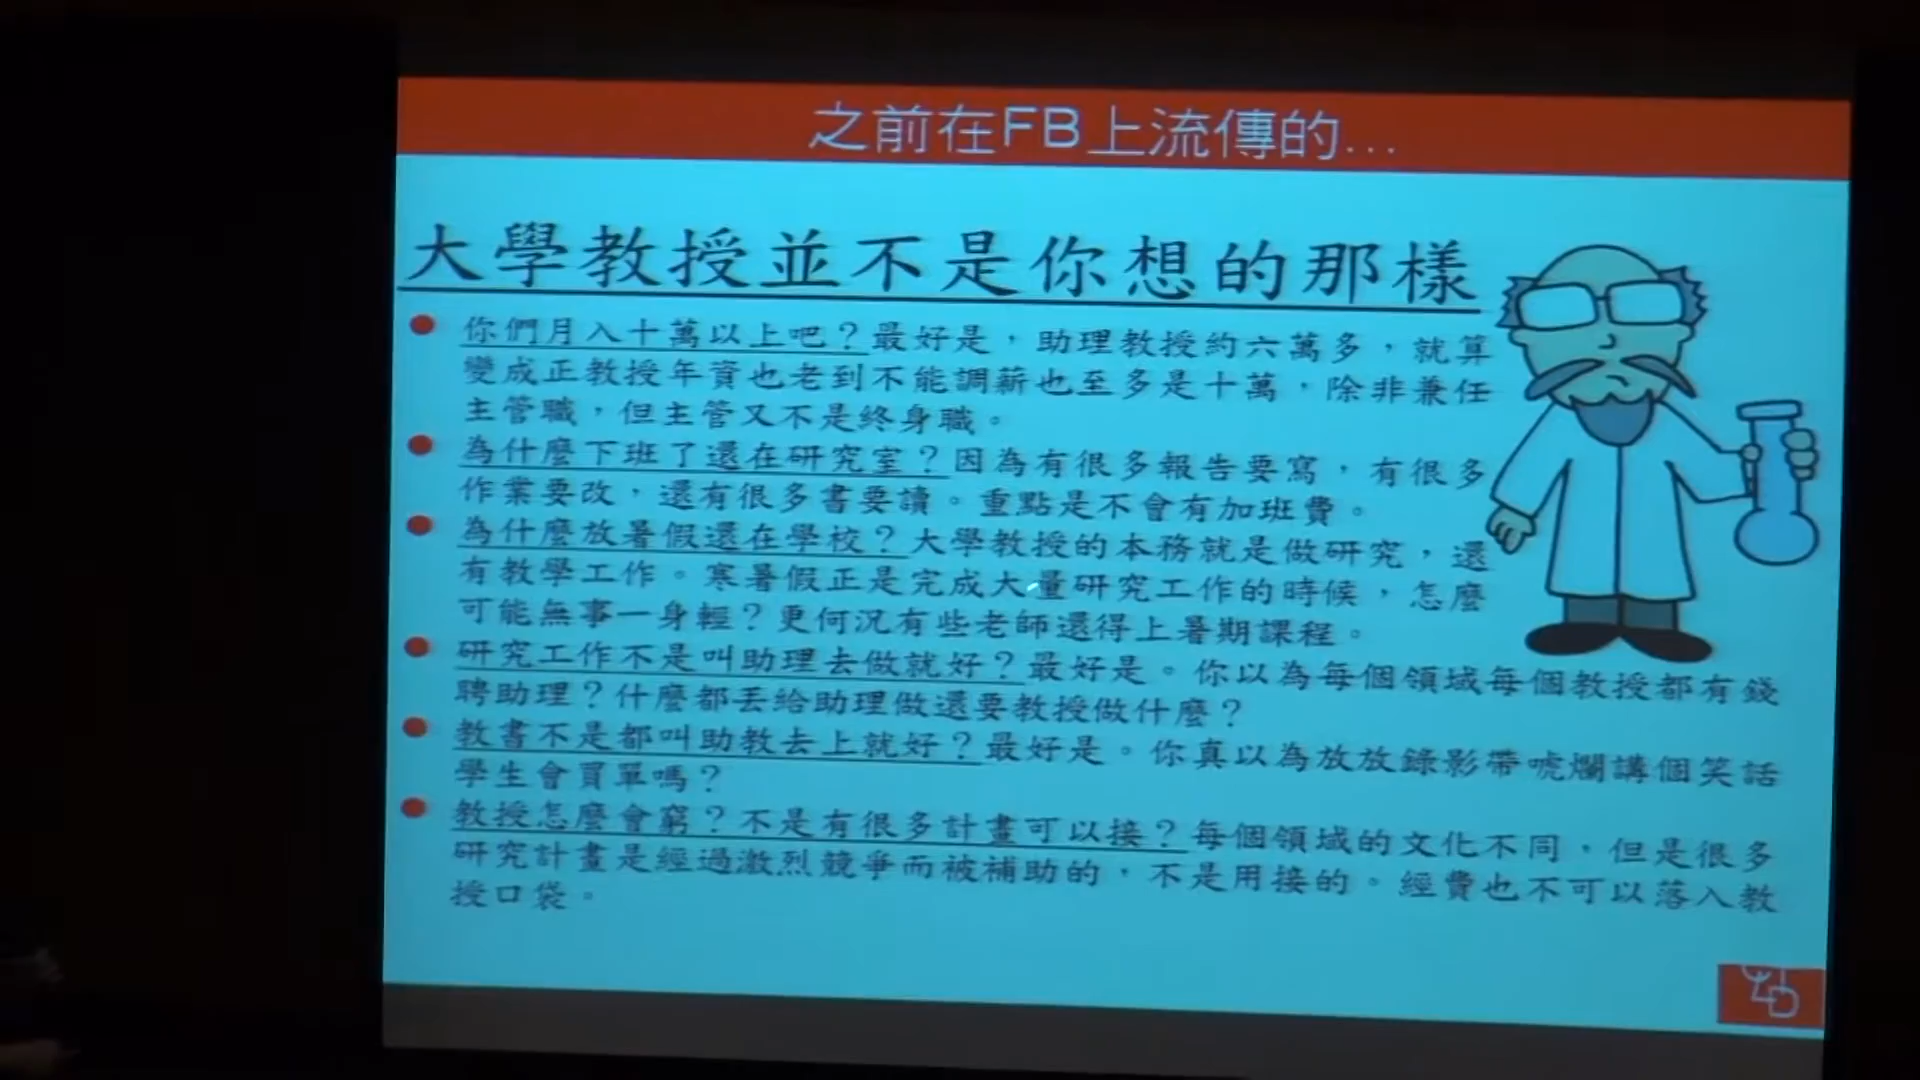 之前在FB上流傳的...
大學教授並不是你想的那樣
你們月入十萬以上吧？最好是，助理教授約六萬多，就算
變成正教授年資也老到不能調薪也至多是十萬，除非兼任
主管職，但主管又不是終身職。
為什麼下班了還在研究室？因為有很多報告要寫，有很多
作業要改，還有很多書要讀。重點是不會有加班費。
為什麼放暑假還在學校？大學教授的本務就是做研究，還
有教學工作。寒暑假正是完成大量研究工作的時候，怎麼
可能無事一身輕？更何況有些老師還得上暑期課程。
研究工作不是叫助理去做就好？最好是。你以為每個領域每個教授都有錢
聘助理？什麼都丟給助理做還要教授做什麼？
教書不是都叫助教去上就好？最好是。你真以為放放錄影帶唬爛講個笑話
學生會買單嗎？
教授怎麼會窮？不是有很多計畫可以接？每個領域的文化不同，但是很多
研究計畫是經過激烈競爭而被補助的，不是用接的。經費也不可以落入教
授口袋。